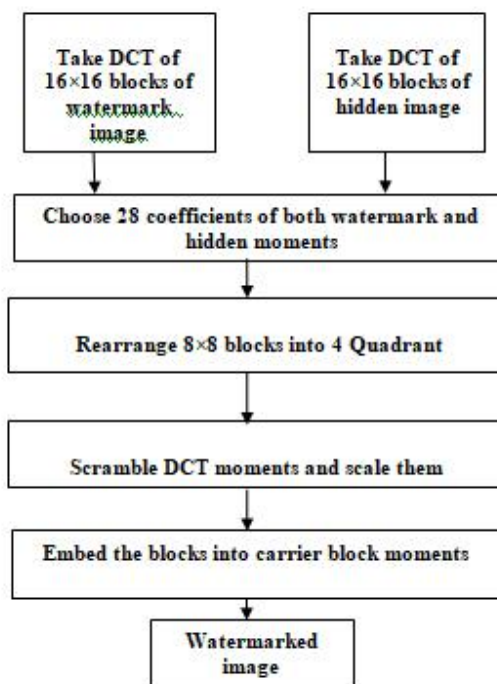 Take DCT of
16×16 blocks of
watermark
image
Take DCT of
16×16 blocks of
hidden image
Choose 28 coefficients of both watermark and
hidden moments
Rearrange 8×8 blocks into 4 Quadrant
Scramble DCT moments and scale them
Embed the blocks into carrier block moments
Watermarked
image